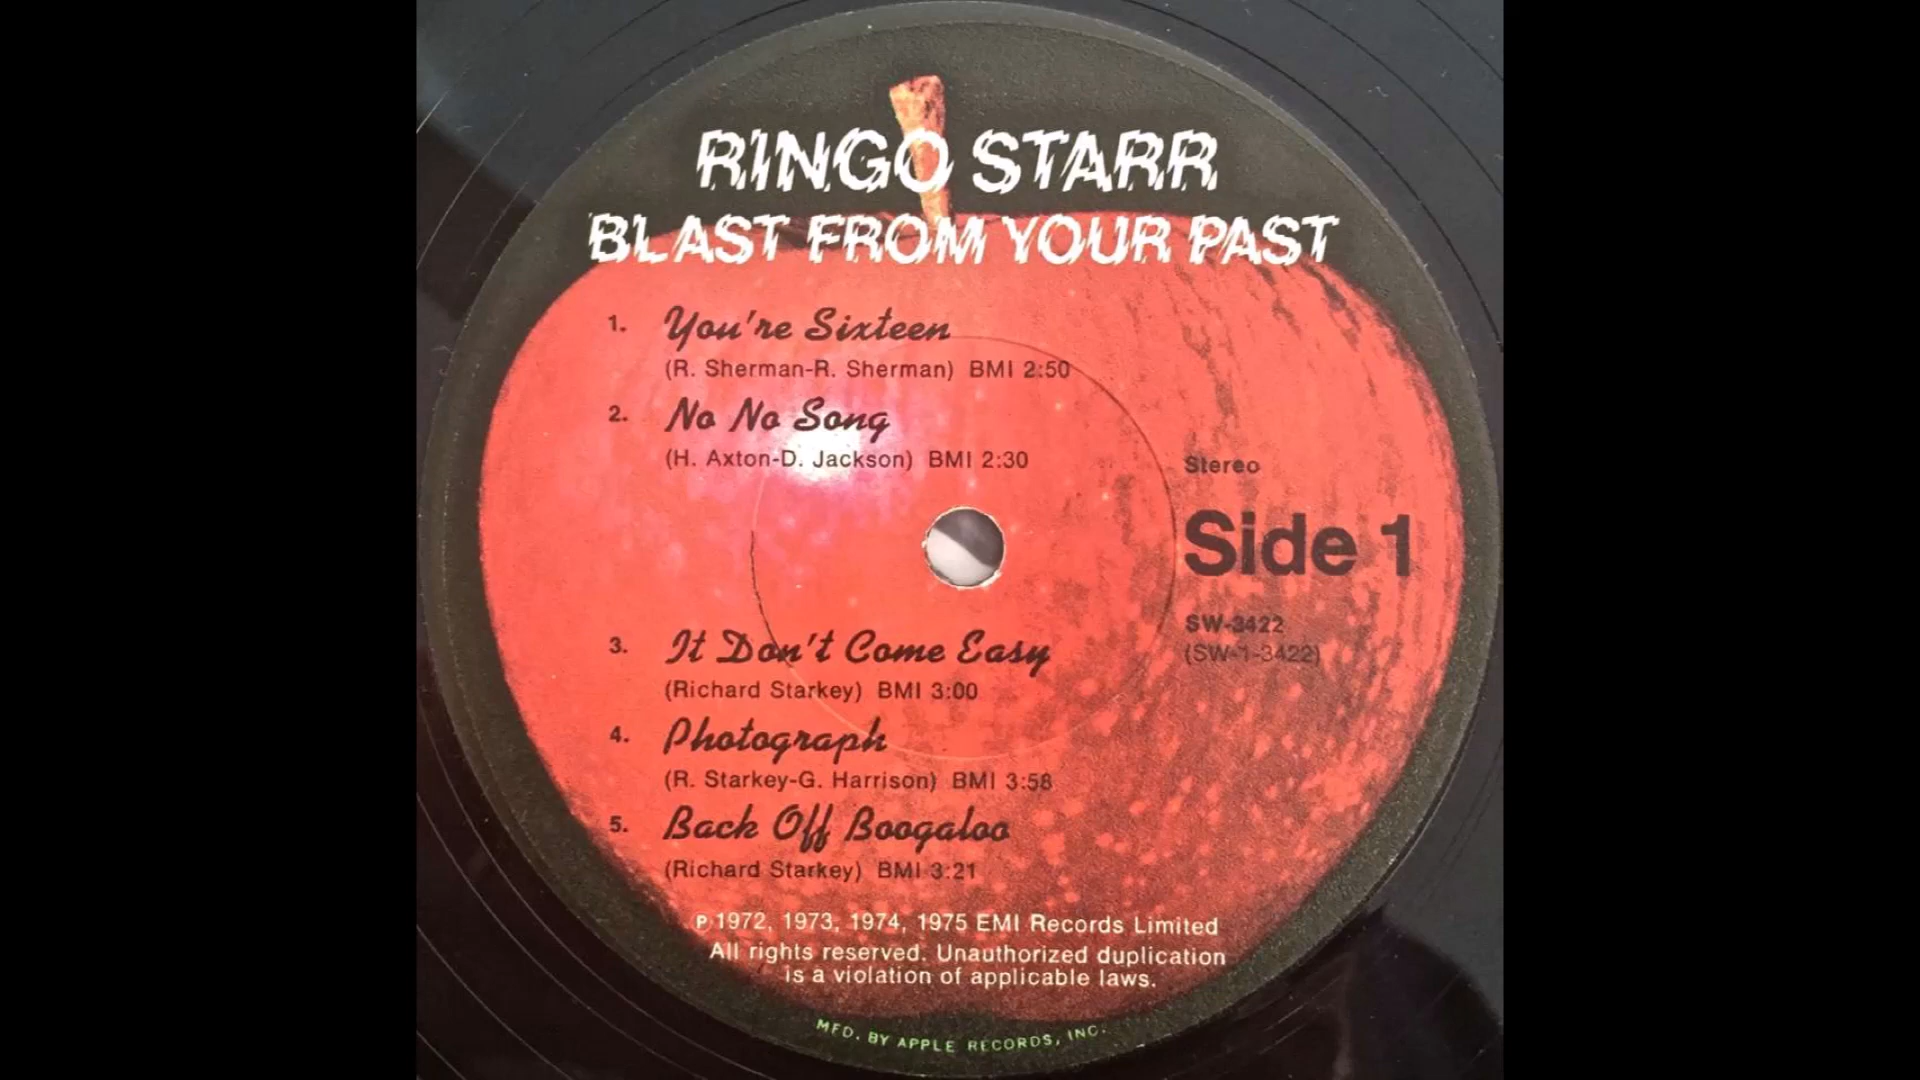 RINGO STARR
BLAST FROM YOUR PAST
1. You're Sixteen
(R. Sherman-R. Sherman) BMI 2:50
2. No No Song
(H. Axton-D. Jackson) BMI 2:30
Stereo
Side 1
SW-3422
(SW-1-3422)
3. It Don't Come Easy
(Richard Starkey) BMI 3:00
4. Photograph
(R. Starkey-G. Harrison) BMI 3:58
5. Back Off Boogaloo
(Richard Starkey) BMI 3:21
℗ 1972, 1973, 1974, 1975 EMI Records Limited
All rights reserved. Unauthorized duplication
is a violation of applicable laws.
MFD. BY APPLE RECORDS, INC.